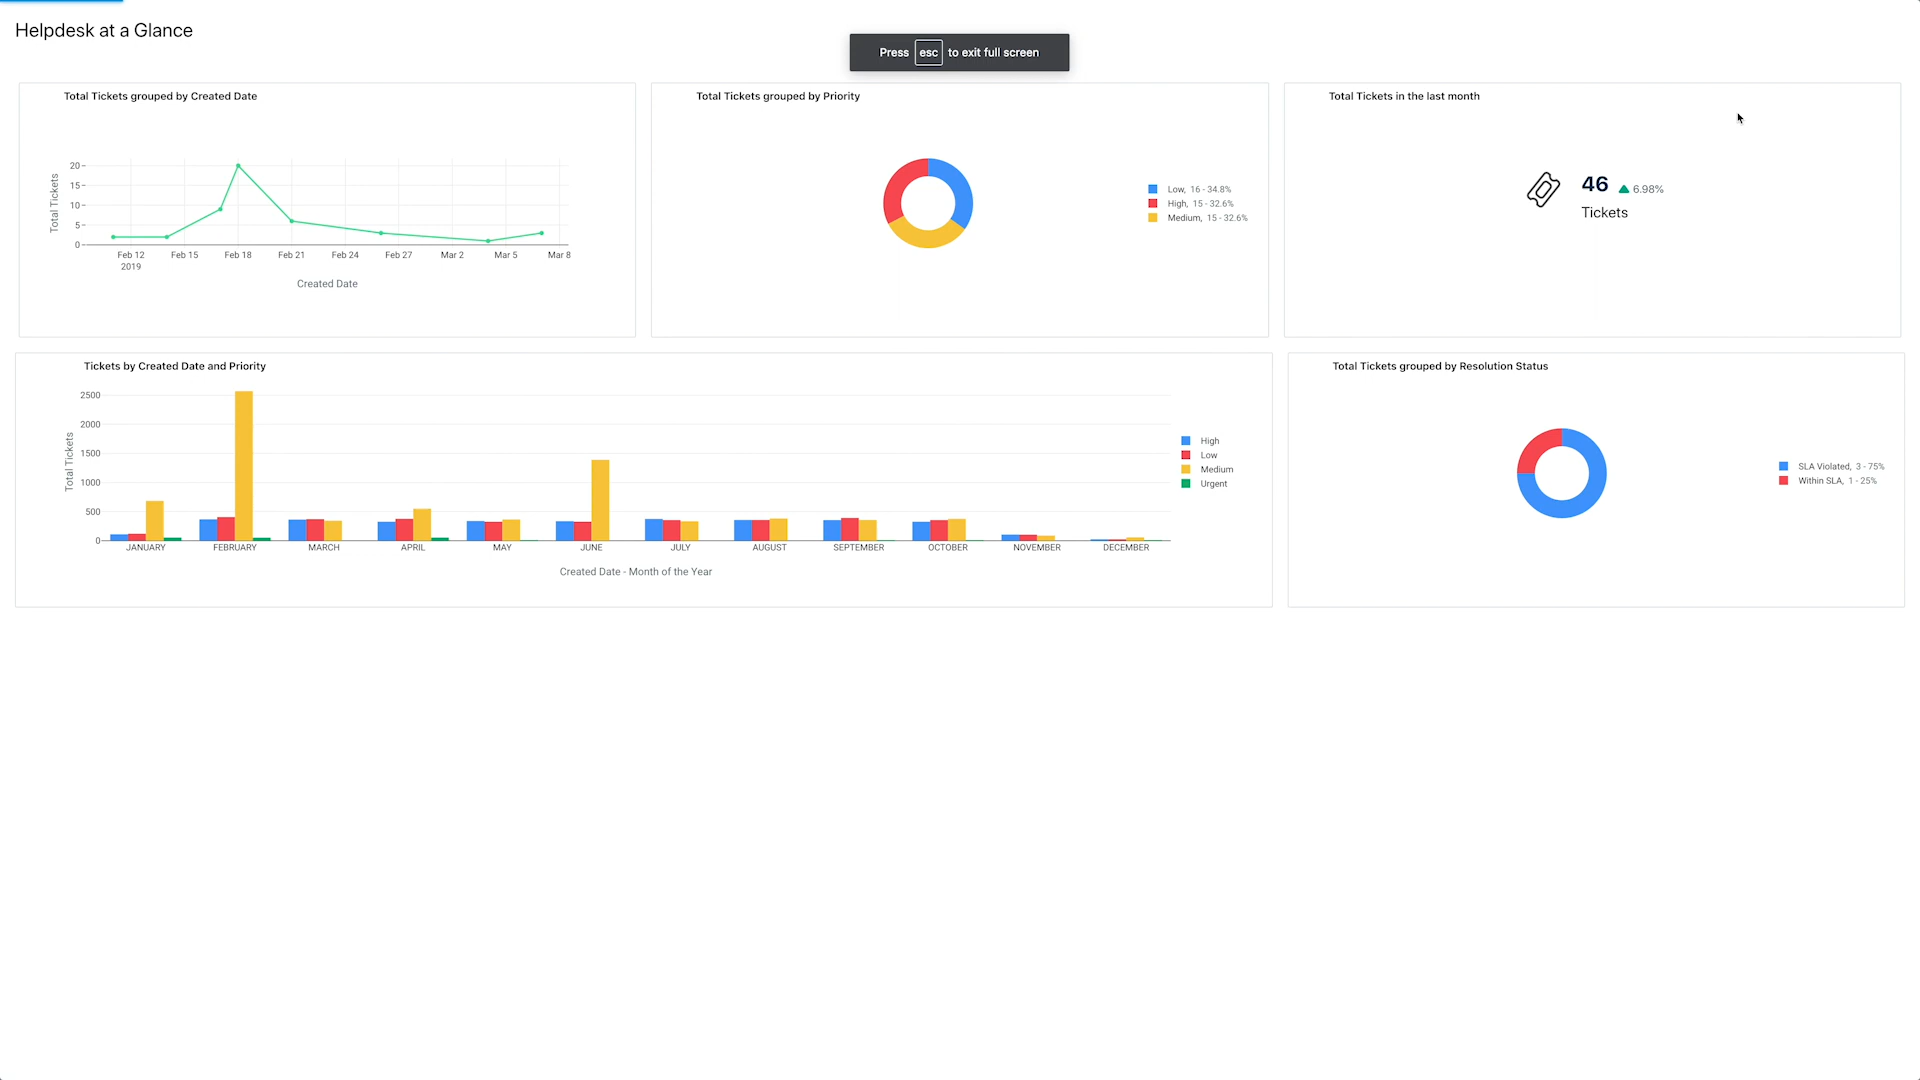 Helpdesk at a Glance
Press esc to exit full screen
Total Tickets grouped by Created Date
Total Tickets
20
15
10
5
0
Feb 12 Feb 15 Feb 18 Feb 21 Feb 24 Feb 27 Mar 2 Mar 5 Mar 8
2019
Created Date
Total Tickets grouped by Priority
Low, 16 - 34.8%
High, 15 - 32.6%
Medium, 15 - 32.6%
Total Tickets in the last month
46 6.98%
Tickets
Tickets by Created Date and Priority
Total Tickets
2500
2000
1500
1000
500
0
JANUARY FEBRUARY MARCH APRIL MAY JUNE JULY AUGUST SEPTEMBER OCTOBER NOVEMBER DECEMBER
Created Date - Month of the Year
High
Low
Medium
Urgent
Total Tickets grouped by Resolution Status
SLA Violated, 3 - 75%
Within SLA, 1 - 25%